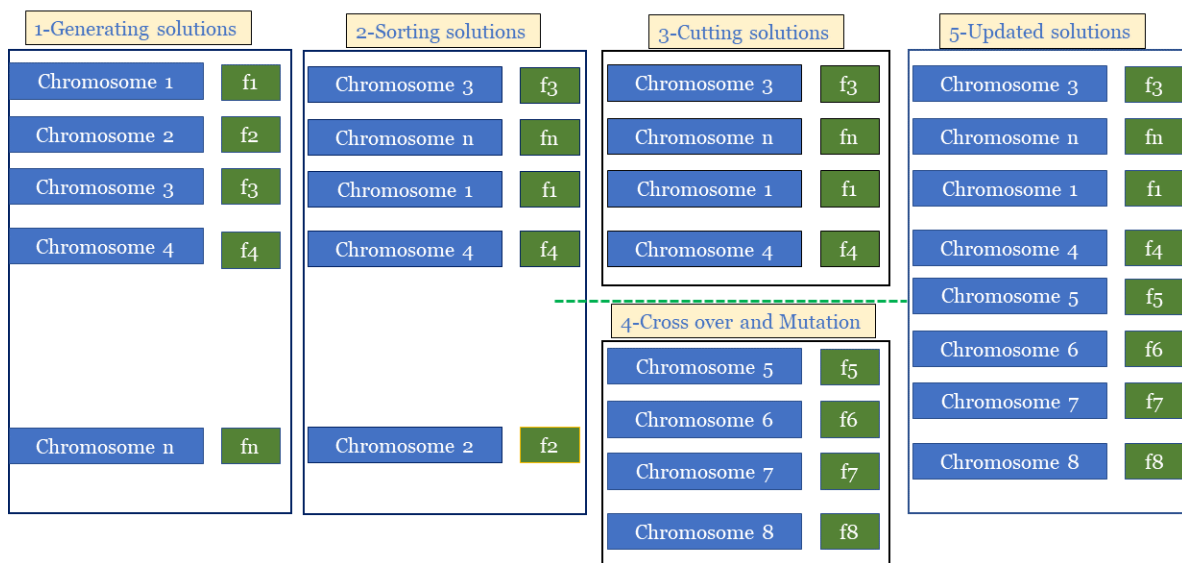 1-Generating solutions
Chromosome 1 f1
Chromosome 2 f2
Chromosome 3 f3
Chromosome 4 f4
Chromosome n fn
2-Sorting solutions
Chromosome 3 f3
Chromosome n fn
Chromosome 1 f1
Chromosome 4 f4
Chromosome 2 f2
3-Cutting solutions
Chromosome 3 f3
Chromosome n fn
Chromosome 1 f1
Chromosome 4 f4
4-Cross over and Mutation
Chromosome 5 f5
Chromosome 6 f6
Chromosome 7 f7
Chromosome 8 f8
5-Updated solutions
Chromosome 3 f3
Chromosome n fn
Chromosome 1 f1
Chromosome 4 f4
Chromosome 5 f5
Chromosome 6 f6
Chromosome 7 f7
Chromosome 8 f8